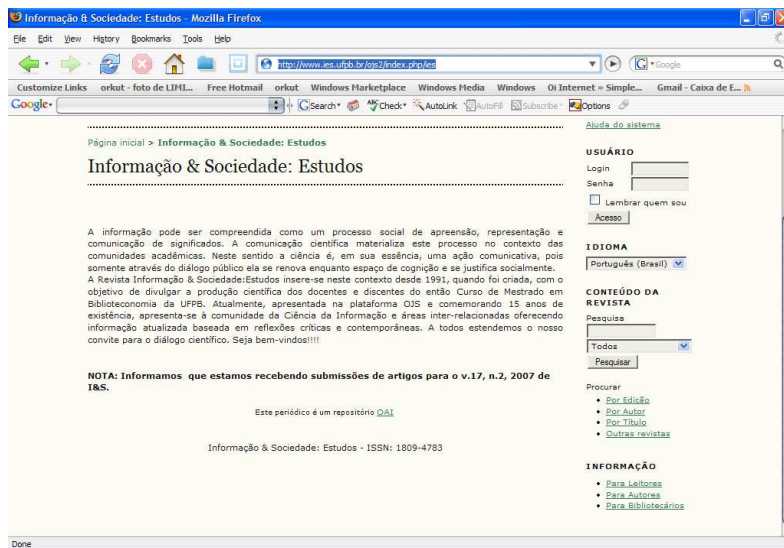 Informação & Sociedade: Estudos - Mozilla Firefox
File Edit View History Bookmarks Tools Help
http://www.ies.ufpb.br/ojs2/index.php/ies
Google
Customize Links orkut - foto de LIMI... Free Hotmail orkut Windows Marketplace Windows Media Windows Oi Internet » Simple... Gmail - Caixa de E...
Google Search Check AutoLink AutoFill Subscribe Options
Página inicial > Informação & Sociedade: Estudos
Informação & Sociedade: Estudos
A informação pode ser compreendida como um processo social de apreensão, representação e
comunicação de significados. A comunicação científica materializa este processo no contexto das
comunidades acadêmicas. Neste sentido a ciência é, em sua essência, uma ação comunicativa, pois
somente através do diálogo público ela se renova enquanto espaço de cognição e se justifica socialmente.
A Revista Informação & Sociedade:Estudos insere-se neste contexto desde 1991, quando foi criada, com o
objetivo de divulgar a produção científica dos docentes e discentes do então Curso de Mestrado em
Biblioteconomia da UFPB. Atualmente, apresentada na plataforma OJS e comemorando 15 anos de
existência, apresenta-se à comunidade da Ciência da Informação e áreas inter-relacionadas oferecendo
informação atualizada baseada em reflexões críticas e contemporâneas. A todos estendemos o nosso
convite para o diálogo científico. Seja bem-vindos!!!!
NOTA: Informamos que estamos recebendo submissões de artigos para o v.17, n.2, 2007 de
I&S.
Este periódico é um repositório OAI
Informação & Sociedade: Estudos - ISSN: 1809-4783
Ajuda do sistema
USUÁRIO
Login
Senha
Lembrar quem sou
Acesso
IDIOMA
Português (Brasil)
CONTEÚDO DA
REVISTA
Pesquisa
Todos
Pesquisar
Procurar
Por Edição
Por Autor
Por Título
Outras revistas
INFORMAÇÃO
Para Leitores
Para Autores
Para Bibliotecários
Done